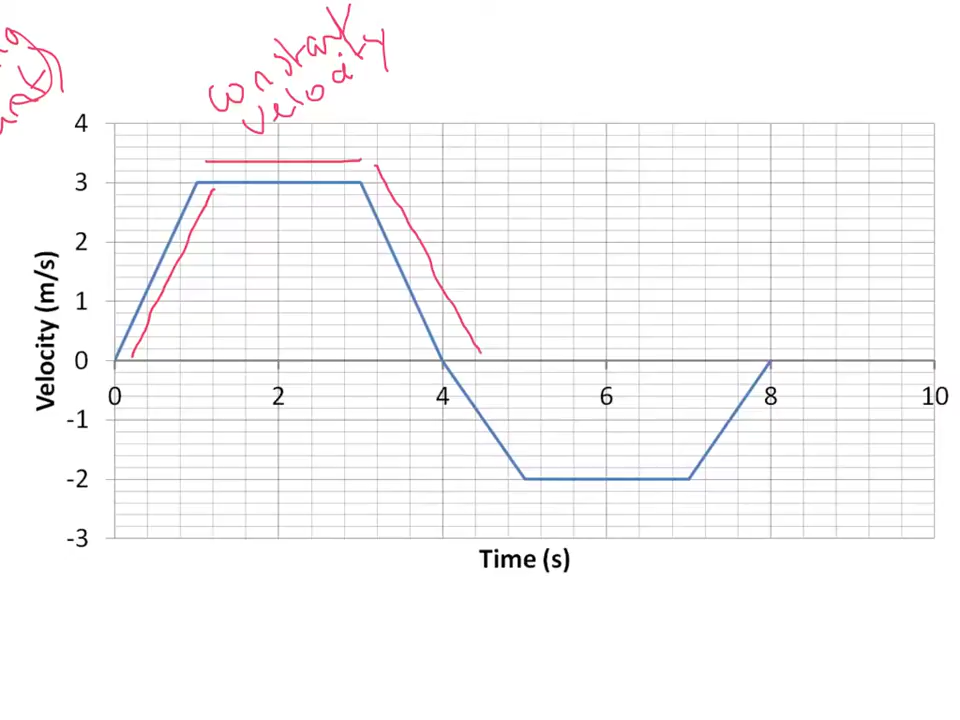 constant
velocity
4
3
2
1
0
-1
-2
-3
0 2 4 6 8 10
Velocity (m/s)
Time (s)